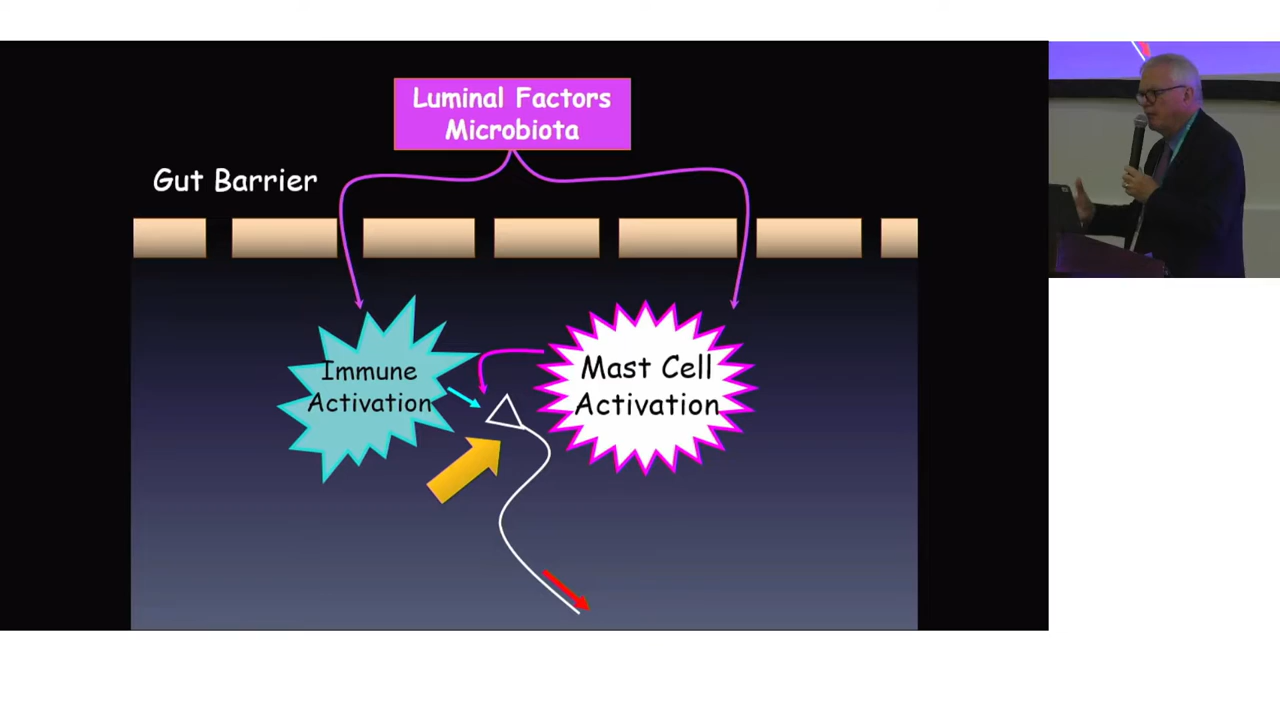 Luminal Factors
Microbiota
Gut Barrier
Immune
Activation
Mast Cell
Activation